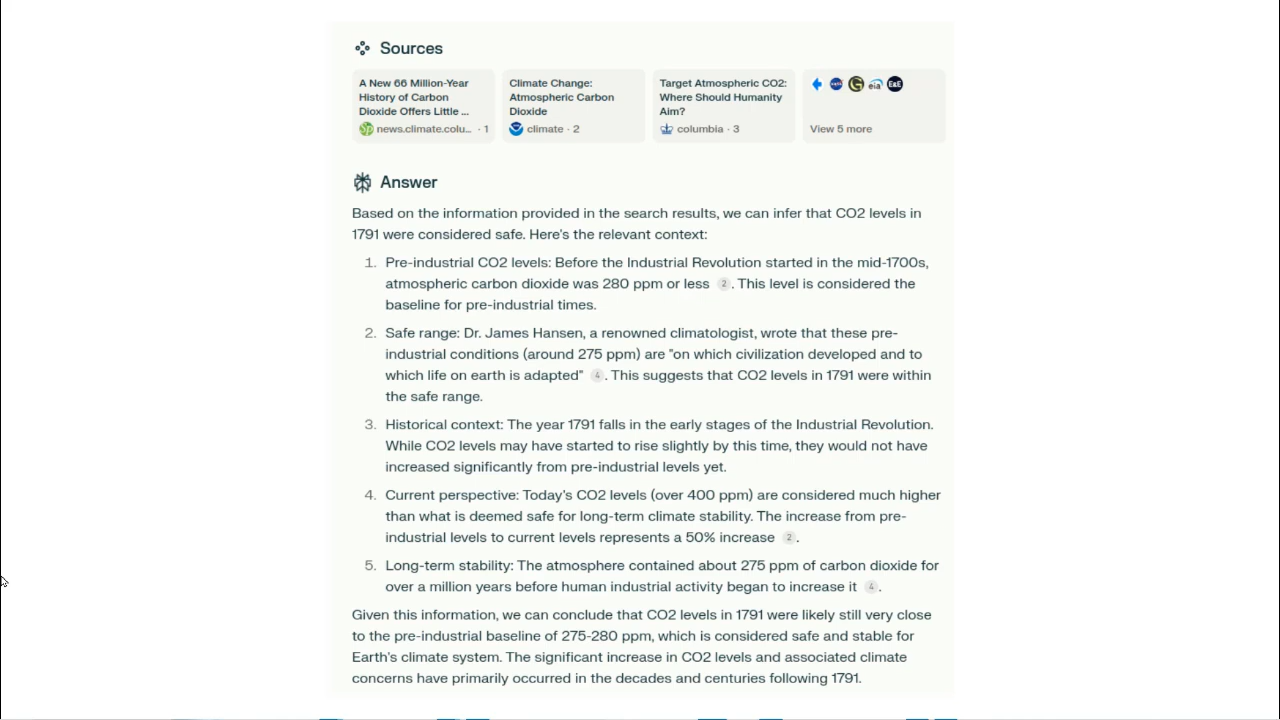 Sources
A New 66 Million-Year
History of Carbon
Dioxide Offers Little ...
news.climate.colu... · 1
Climate Change:
Atmospheric Carbon
Dioxide
climate · 2
Target Atmospheric CO2:
Where Should Humanity
Aim?
columbia · 3
eia
E&E
View 5 more
Answer
Based on the information provided in the search results, we can infer that CO2 levels in
1791 were considered safe. Here's the relevant context:
1. Pre-industrial CO2 levels: Before the Industrial Revolution started in the mid-1700s,
atmospheric carbon dioxide was 280 ppm or less 2. This level is considered the
baseline for pre-industrial times.
2. Safe range: Dr. James Hansen, a renowned climatologist, wrote that these pre-
industrial conditions (around 275 ppm) are "on which civilization developed and to
which life on earth is adapted" 4. This suggests that CO2 levels in 1791 were within
the safe range.
3. Historical context: The year 1791 falls in the early stages of the Industrial Revolution.
While CO2 levels may have started to rise slightly by this time, they would not have
increased significantly from pre-industrial levels yet.
4. Current perspective: Today's CO2 levels (over 400 ppm) are considered much higher
than what is deemed safe for long-term climate stability. The increase from pre-
industrial levels to current levels represents a 50% increase 2.
5. Long-term stability: The atmosphere contained about 275 ppm of carbon dioxide for
over a million years before human industrial activity began to increase it 4.
Given this information, we can conclude that CO2 levels in 1791 were likely still very close
to the pre-industrial baseline of 275-280 ppm, which is considered safe and stable for
Earth's climate system. The significant increase in CO2 levels and associated climate
concerns have primarily occurred in the decades and centuries following 1791.